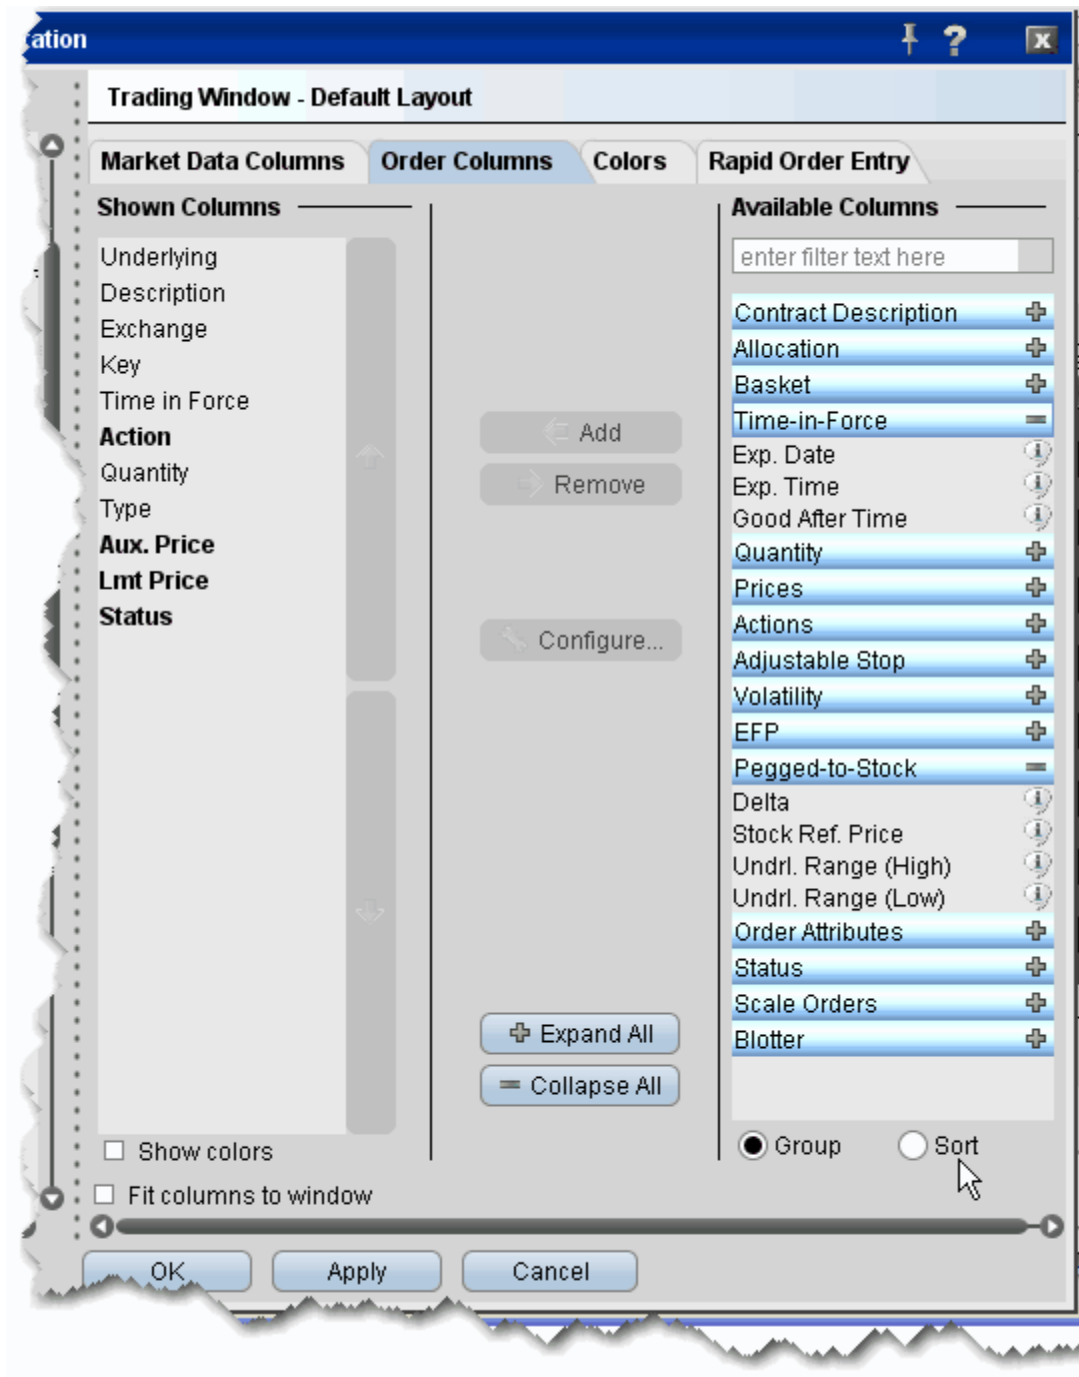 ation
?
x
Trading Window - Default Layout
Market Data Columns
Order Columns
Colors
Rapid Order Entry
Shown Columns
Underlying
Description
Exchange
Key
Time in Force
Action
Quantity
Type
Aux. Price
Lmt Price
Status
Show colors
Fit columns to window
Add
Remove
Configure...
Expand All
Collapse All
Available Columns
enter filter text here
Contract Description
Allocation
Basket
Time-in-Force
Exp. Date
Exp. Time
Good After Time
Quantity
Prices
Actions
Adjustable Stop
Volatility
EFP
Pegged-to-Stock
Delta
Stock Ref. Price
Undrl. Range (High)
Undrl. Range (Low)
Order Attributes
Status
Scale Orders
Blotter
Group
Sort
OK
Apply
Cancel